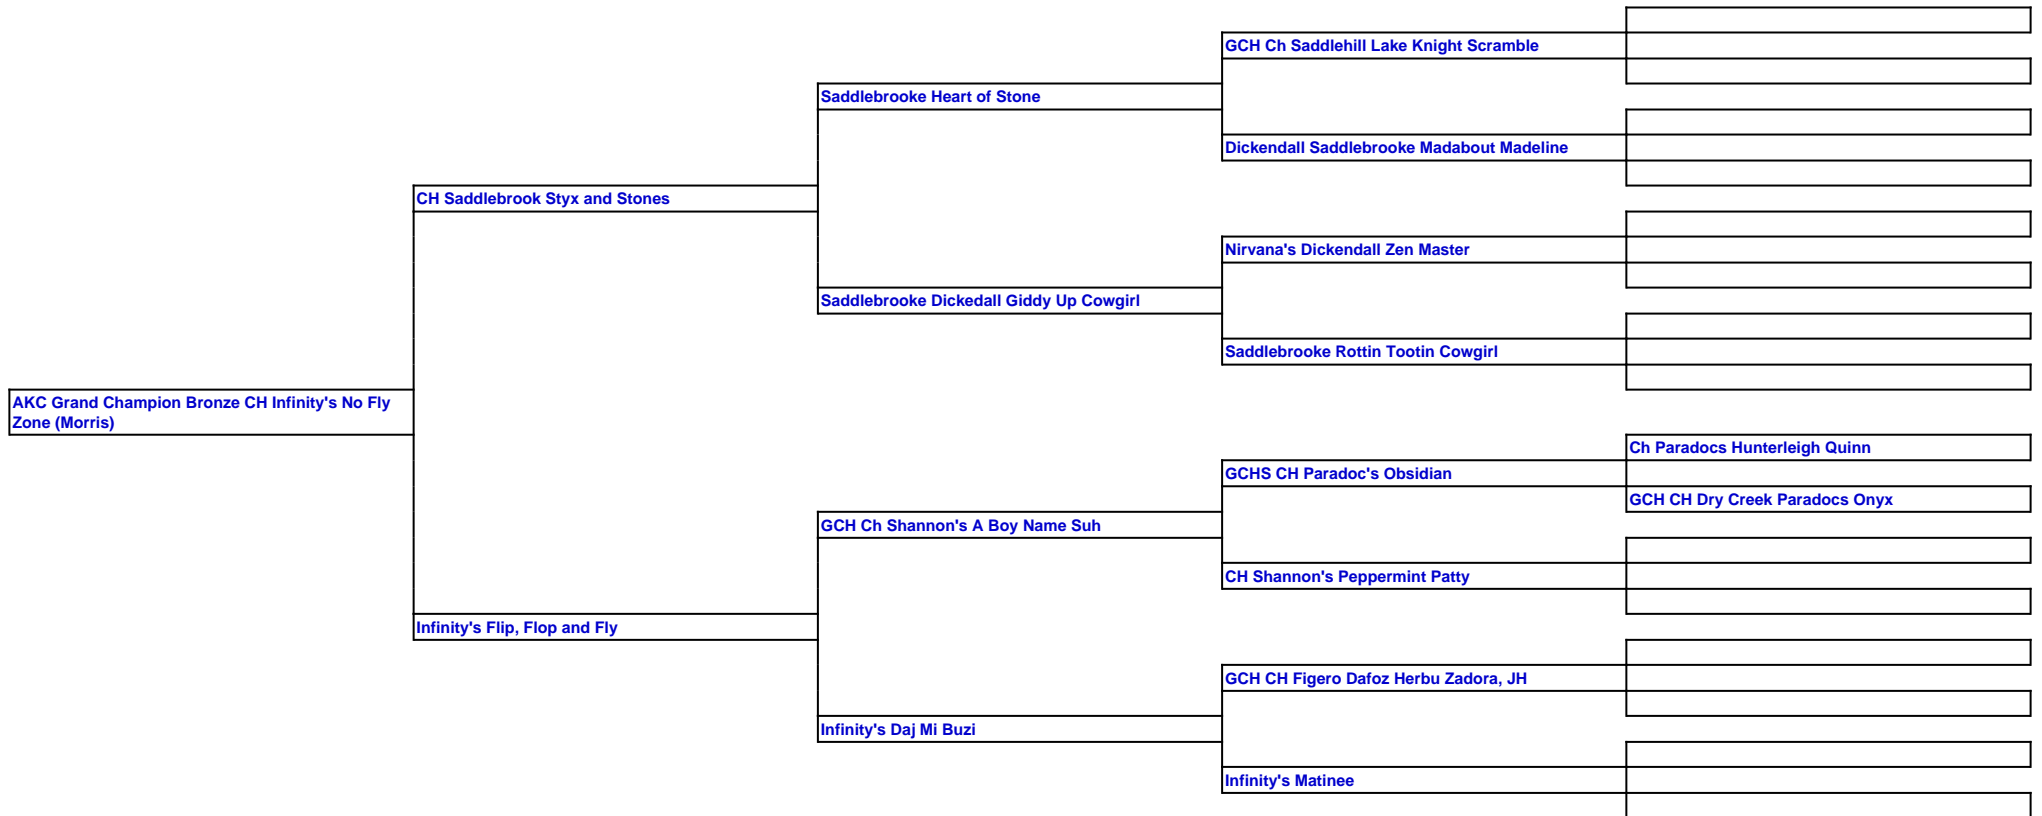 GCH Ch Saddlehill Lake Knight Scramble
Saddlebrooke Heart of Stone
Dickendall Saddlebrooke Madabout Madeline
CH Saddlebrook Styx and Stones
Nirvana's Dickendall Zen Master
Saddlebrooke Dickedall Giddy Up Cowgirl
Saddlebrooke Rottin Tootin Cowgirl
AKC Grand Champion Bronze CH Infinity's No Fly
Zone (Morris)
Ch Paradocs Hunterleigh Quinn
GCHS CH Paradoc's Obsidian
GCH CH Dry Creek Paradocs Onyx
GCH Ch Shannon's A Boy Name Suh
CH Shannon's Peppermint Patty
Infinity's Flip, Flop and Fly
GCH CH Figero Dafoz Herbu Zadora, JH
Infinity's Daj Mi Buzi
Infinity's Matinee